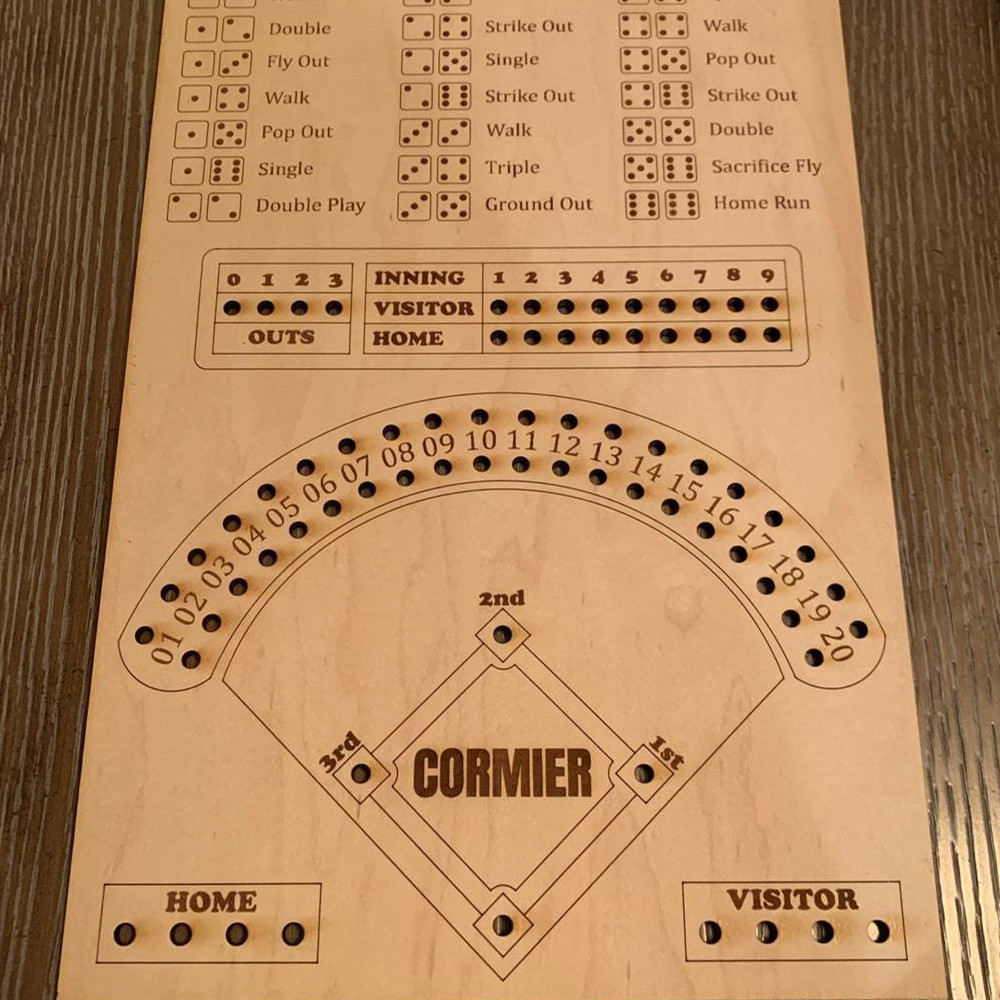 Double Strike Out Walk
Fly Out Single Pop Out
Walk Strike Out Strike Out
Pop Out Walk Double
Single Triple Sacrifice Fly
Double Play Ground Out Home Run
0 1 2 3 INNING 1 2 3 4 5 6 7 8 9
VISITOR
OUTS HOME
01 02 03 04 05 06 07 08 09 10 11 12 13 14 15 16 17 18 19 20
2nd
3rd 1st
CORMIER
HOME VISITOR